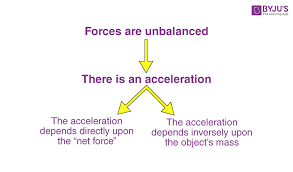 BYJU'S
The Learning App
Forces are unbalanced
There is an acceleration
The acceleration
depends directly upon
the "net force"
The acceleration
depends inversely upon
the object's mass